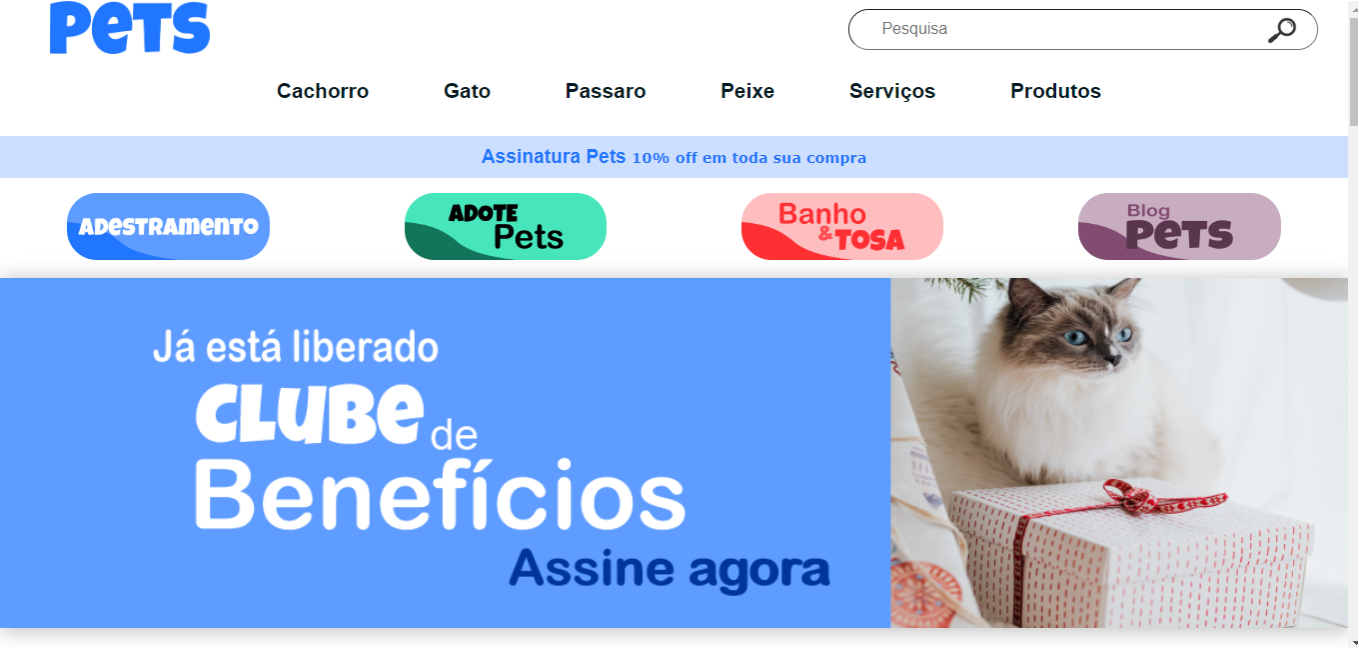 PeTS
Pesquisa
Cachorro Gato Passaro Peixe Serviços Produtos
Assinatura Pets 10% off em toda sua compra
ADeSTRAmenTO
ADOTE
Pets
Banho
& TOSA
Blog
PeTS
Já está liberado
CLUBe de
Benefícios
Assine agora